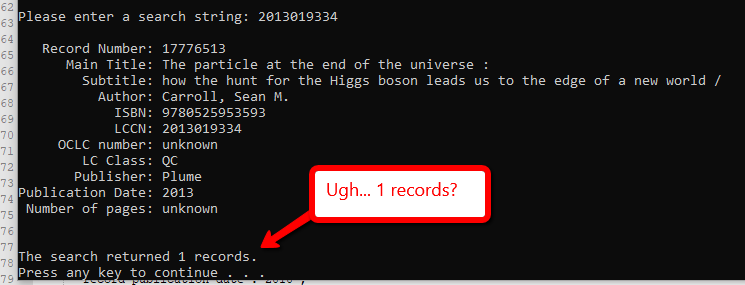 62
63
64
65
66
67
68
69
70
71
72
73
74
75
76
77
78
79
Please enter a search string: 2013019334
Record Number: 17776513
Main Title: The particle at the end of the universe :
Subtitle: how the hunt for the Higgs boson leads us to the edge of a new world /
Author: Carroll, Sean M.
ISBN: 9780525953593
LCCN: 2013019334
OCLC number: unknown
LC Class: QC
Publisher: Plume
Publication Date: 2013
Number of pages: unknown
Ugh... 1 records?
The search returned 1 records.
Press any key to continue . . .